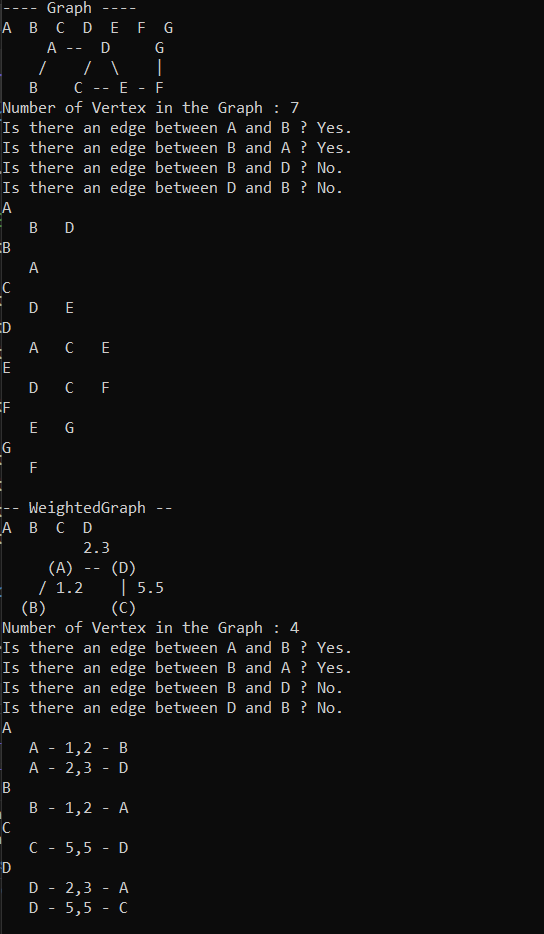 ---- Graph ----
A  B  C  D  E  F  G
     A --  D     G
    /    /  \    |
   B    C -- E - F
Number of Vertex in the Graph : 7
Is there an edge between A and B ? Yes.
Is there an edge between B and A ? Yes.
Is there an edge between B and D ? No.
Is there an edge between D and B ? No.
A
   B   D
B
   A
C
   D   E
D
   A   C   E
E
   D   C   F
F
   E   G
G
   F
-- WeightedGraph --
A  B  C  D
         2.3
     (A) -- (D)
    / 1.2    | 5.5
  (B)       (C)
Number of Vertex in the Graph : 4
Is there an edge between A and B ? Yes.
Is there an edge between B and A ? Yes.
Is there an edge between B and D ? No.
Is there an edge between D and B ? No.
A
   A - 1,2 - B
   A - 2,3 - D
B
   B - 1,2 - A
C
   C - 5,5 - D
D
   D - 2,3 - A
   D - 5,5 - C